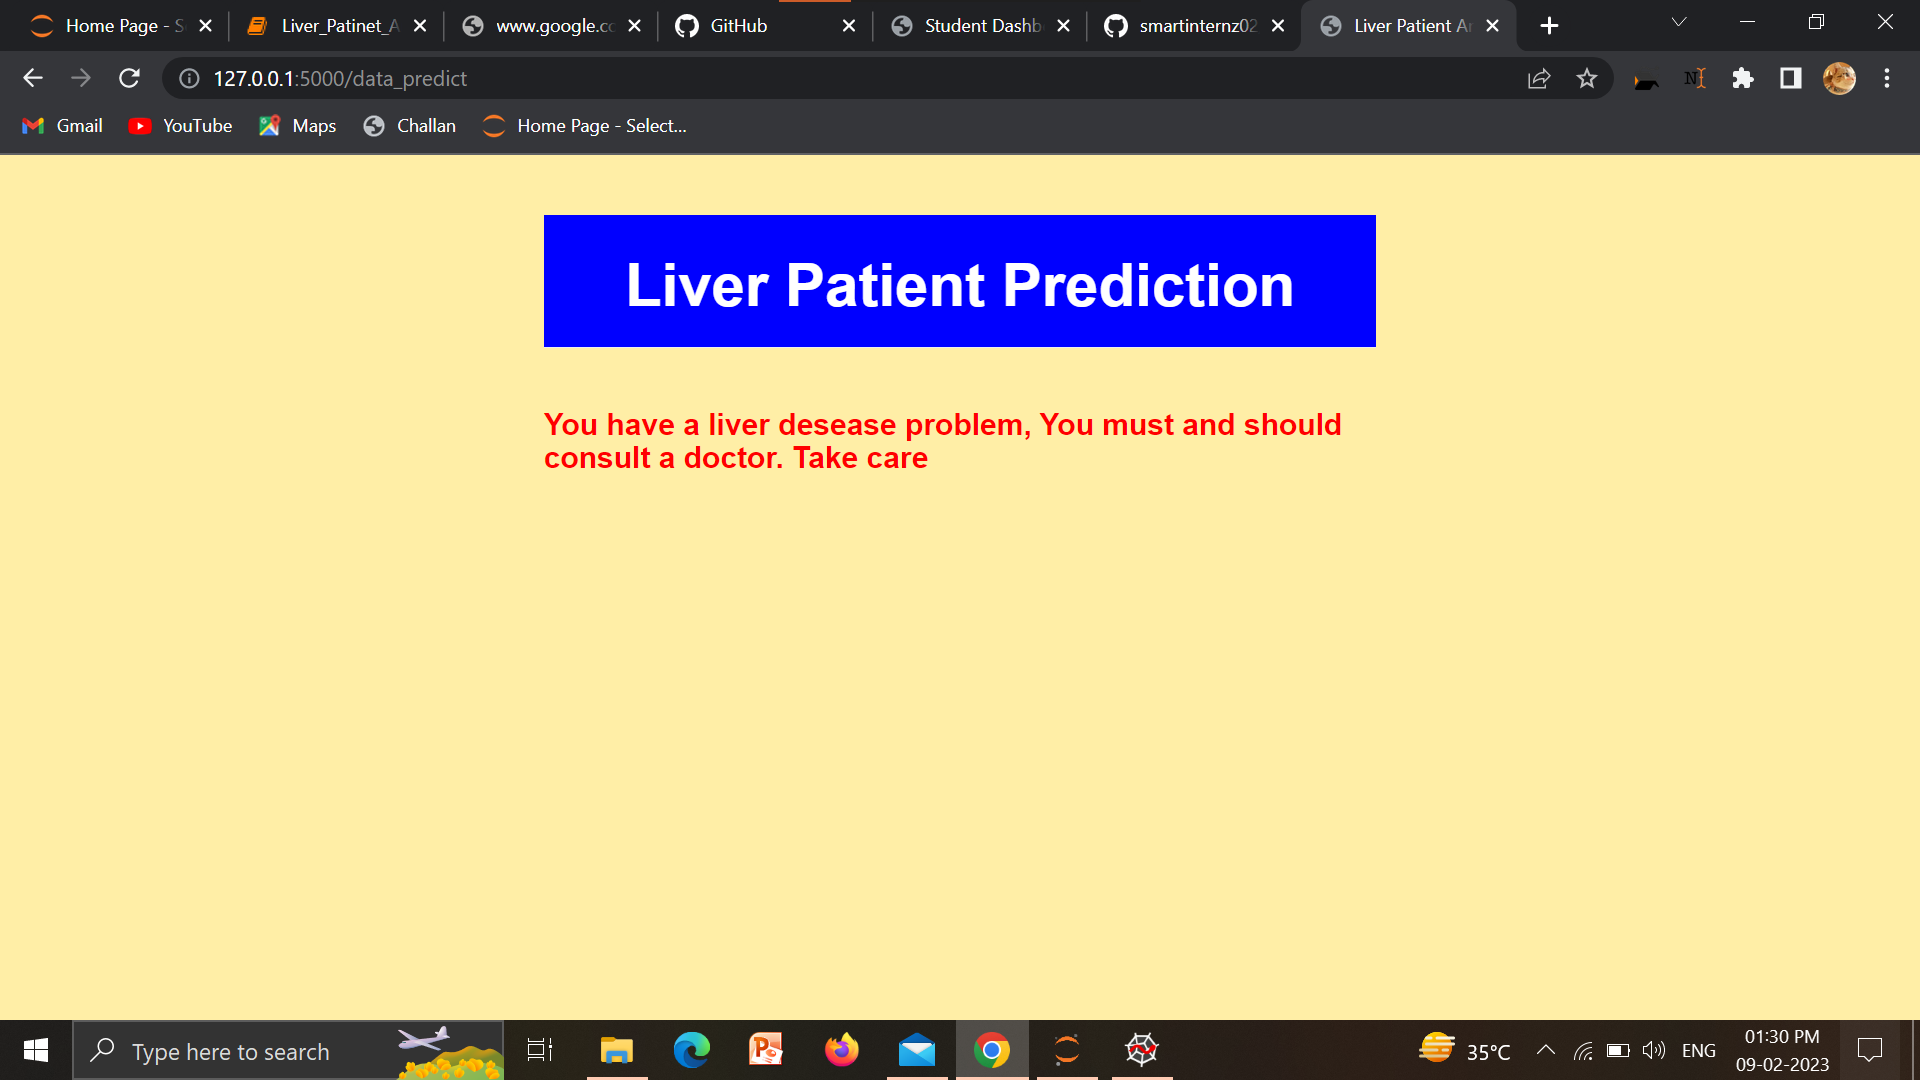 Home Page - S
Liver_Patinet_A
www.google.co
GitHub
Student Dashb
smartinternz02
Liver Patient An
127.0.0.1:5000/data_predict
Gmail
YouTube
Maps
Challan
Home Page - Select...
Liver Patient Prediction
You have a liver desease problem, You must and should
consult a doctor. Take care
Type here to search
35°C
ENG
01:30 PM
09-02-2023